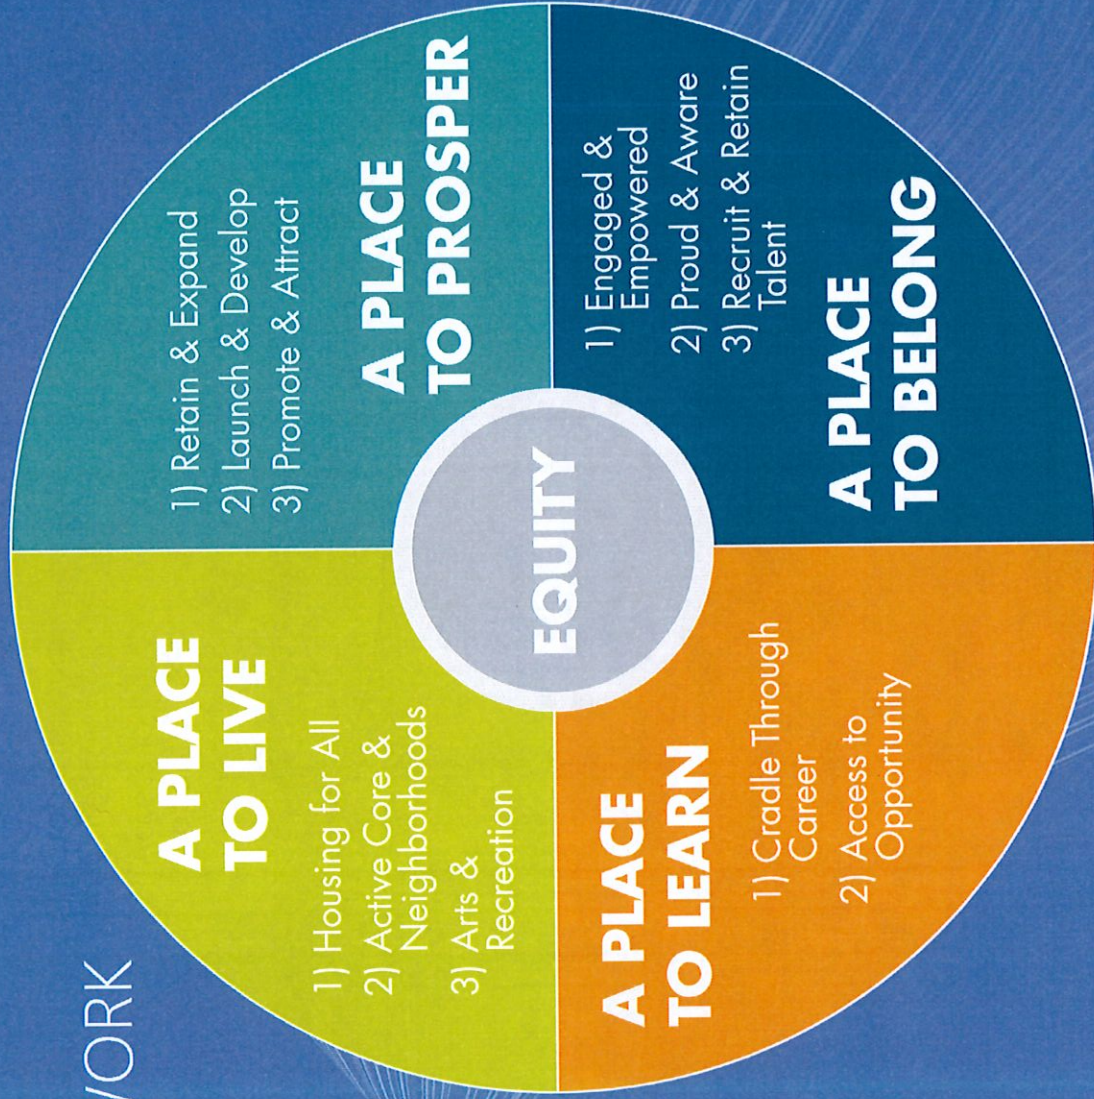 ORK
A PLACE
TO LIVE
1) Housing for All
2) Active Core &
Neighborhoods
3) Arts &
Recreation
1) Retain & Expand
2) Launch & Develop
3) Promote & Attract
A PLACE
TO PROSPER
EQUITY
A PLACE
TO LEARN
1) Cradle Through
Career
2) Access to
Opportunity
1) Engaged &
Empowered
2) Proud & Aware
3) Recruit & Retain
Talent
A PLACE
TO BELONG